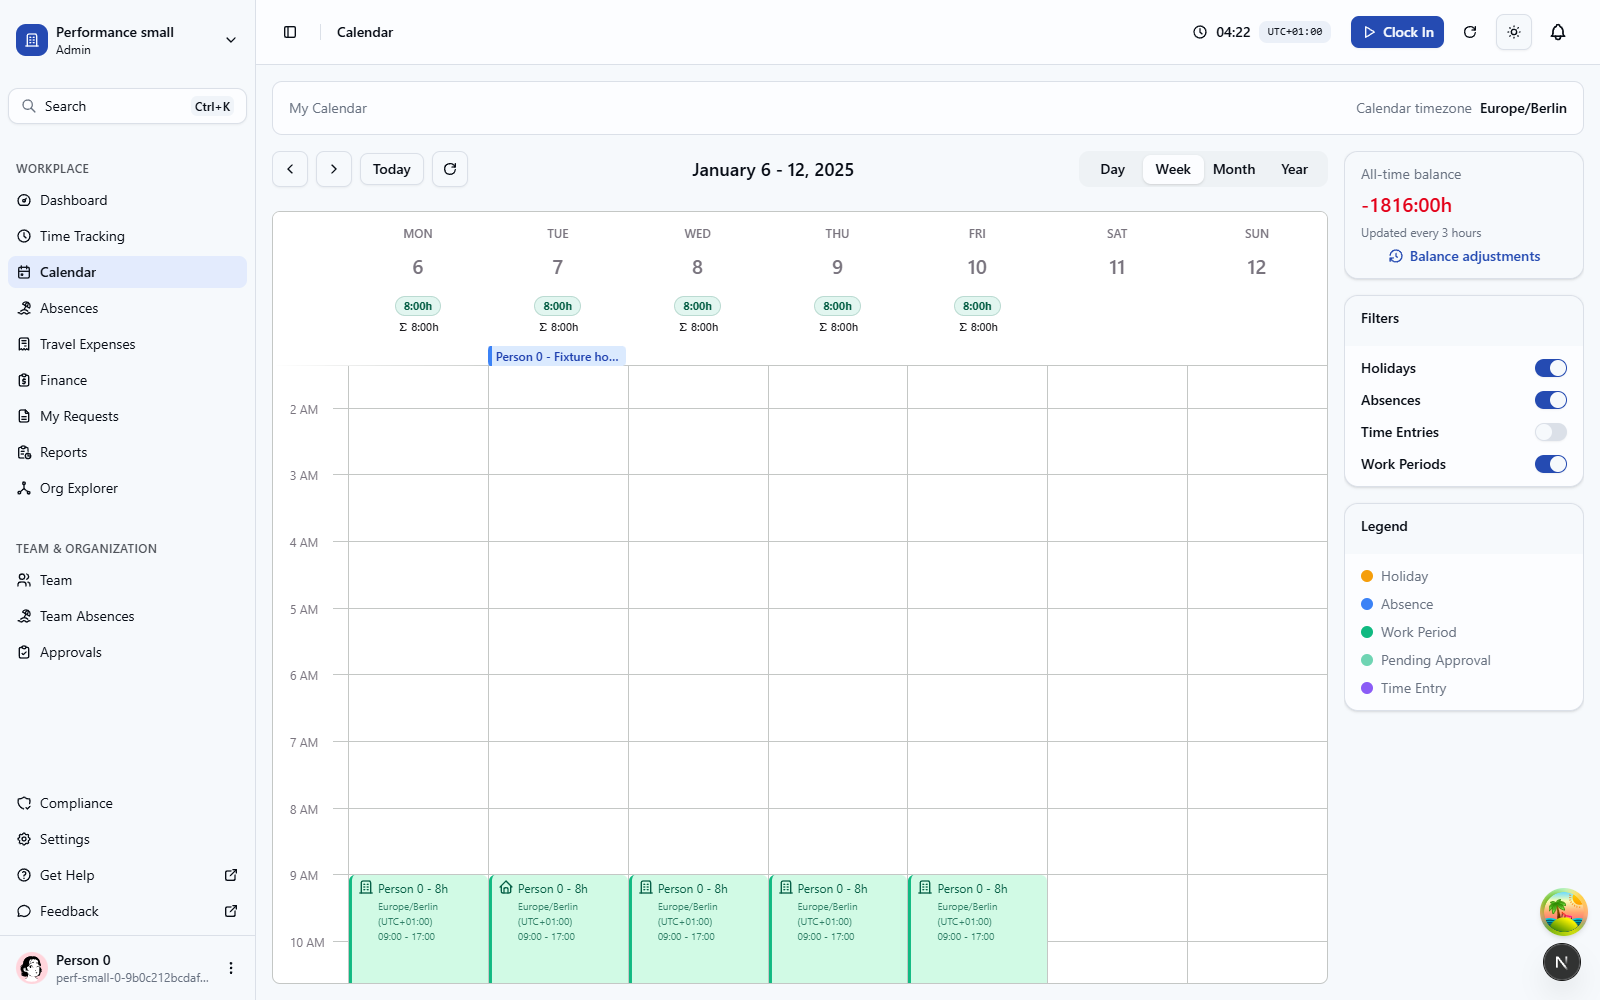 Performance small
Admin
Search
Ctrl+K
WORKPLACE
Dashboard
Time Tracking
Calendar
Absences
Travel Expenses
Finance
My Requests
Reports
Org Explorer
TEAM & ORGANIZATION
Team
Team Absences
Approvals
Compliance
Settings
Get Help
Feedback
Person 0
perf-small-0-9b0c212bcdaf...
Calendar
04:22 UTC+01:00
Clock In
My Calendar
Calendar timezone Europe/Berlin
Today
January 6 - 12, 2025
Day Week Month Year
MON TUE WED THU FRI SAT SUN
6 7 8 9 10 11 12
8:00h 8:00h 8:00h 8:00h 8:00h
Σ 8:00h Σ 8:00h Σ 8:00h Σ 8:00h Σ 8:00h
Person 0 - Fixture ho...
2 AM
3 AM
4 AM
5 AM
6 AM
7 AM
8 AM
9 AM
Person 0 - 8h Person 0 - 8h Person 0 - 8h Person 0 - 8h Person 0 - 8h
Europe/Berlin Europe/Berlin Europe/Berlin Europe/Berlin Europe/Berlin
(UTC+01:00) (UTC+01:00) (UTC+01:00) (UTC+01:00) (UTC+01:00)
09:00 - 17:00 09:00 - 17:00 09:00 - 17:00 09:00 - 17:00 09:00 - 17:00
10 AM
All-time balance
-1816:00h
Updated every 3 hours
Balance adjustments
Filters
Holidays
Absences
Time Entries
Work Periods
Legend
Holiday
Absence
Work Period
Pending Approval
Time Entry
N